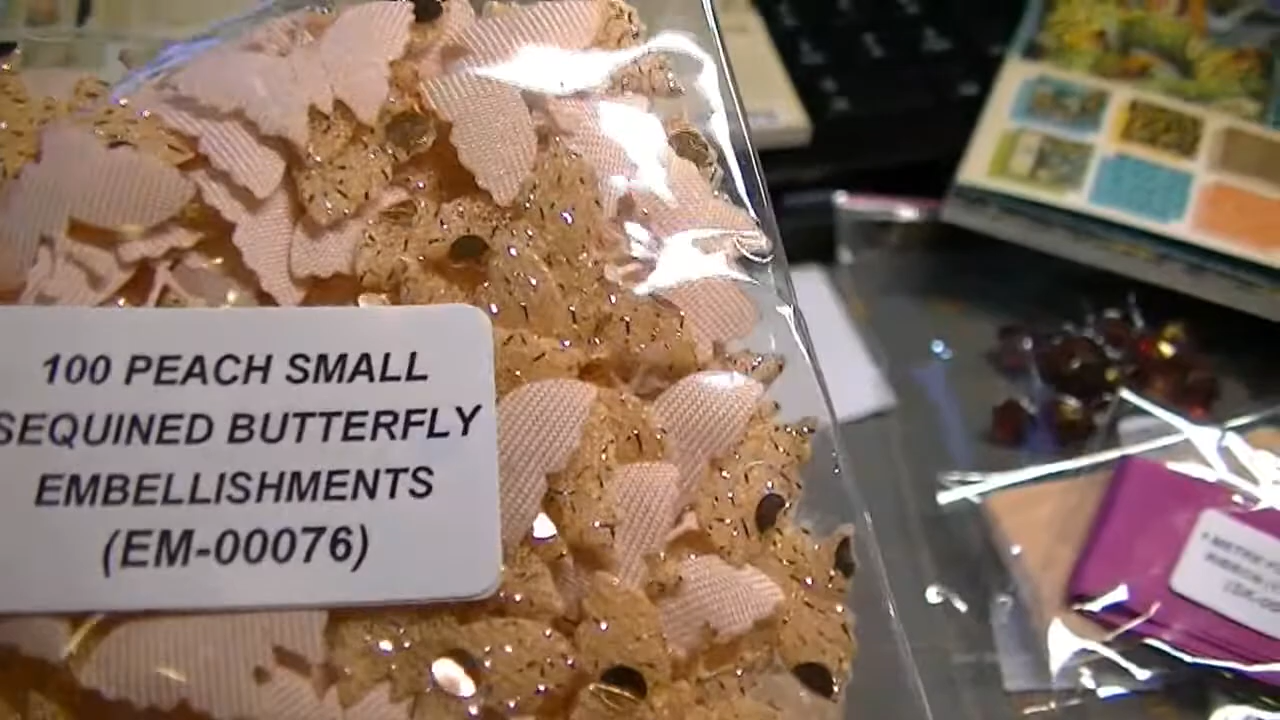 100 PEACH SMALL
SEQUINED BUTTERFLY
EMBELLISHMENTS
(EM-00076)